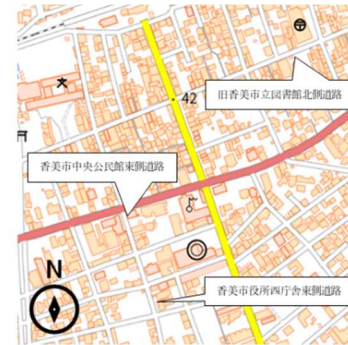 42
旧香美市立図書館北側道路
香美市中央公民館東側道路
香美市役所西庁舎東側道路
N